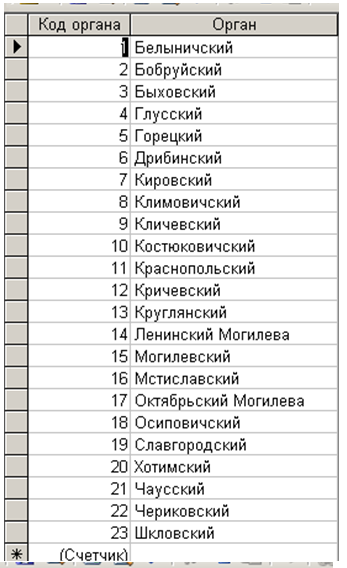 Код органа Орган
1 Белыничский
2 Бобруйский
3 Быховский
4 Глусский
5 Горецкий
6 Дрибинский
7 Кировский
8 Климовичский
9 Кличевский
10 Костюковичский
11 Краснопольский
12 Кричевский
13 Круглянский
14 Ленинский Могилева
15 Могилевский
16 Мстиславский
17 Октябрьский Могилева
18 Осиповичский
19 Славгородский
20 Хотимский
21 Чаусский
22 Чериковский
23 Шкловский
(Счетчик)